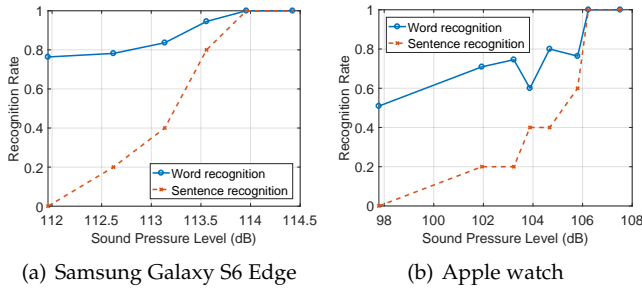 1
0.8
0.6
0.4
0.2
0
Recognition Rate
Word recognition
Sentence recognition
112 112.5 113 113.5 114 114.5
Sound Pressure Level (dB)
(a) Samsung Galaxy S6 Edge
1
0.8
0.6
0.4
0.2
0
Recognition Rate
Word recognition
Sentence recognition
98 100 102 104 106 108
Sound Pressure Level (dB)
(b) Apple watch